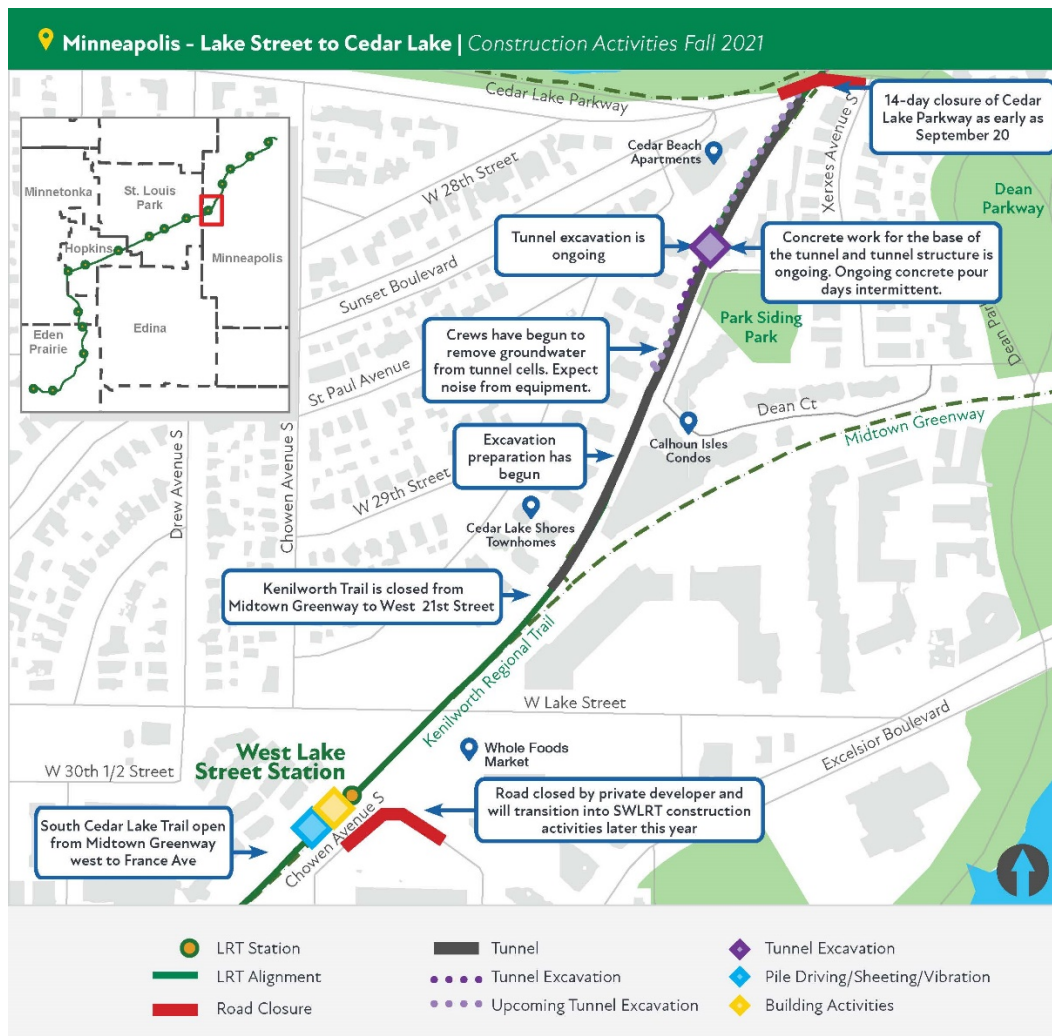 Minneapolis - Lake Street to Cedar Lake | Construction Activities Fall 2021
Cedar Lake Parkway
14-day closure of Cedar
Lake Parkway as early as
September 20
Xerxes Avenue S
Cedar Beach
Apartments
W 28th Street
Dean
Parkway
Minnetonka
St. Louis
Park
Hopkins
Minneapolis
Eden
Prairie
Edina
Tunnel excavation is
ongoing
Concrete work for the base of
the tunnel and tunnel structure is
ongoing. Ongoing concrete pour
days intermittent.
Sunset Boulevard
Park Siding
Park
Dean Par
Crews have begun to
remove groundwater
from tunnel cells. Expect
noise from equipment.
St Paul Avenue
Dean Ct
Midtown Greenway
Calhoun Isles
Condos
Excavation
preparation has
begun
W 29th Street
Drew Avenue S
Chowen Avenue S
Cedar Lake Shores
Townhomes
Kenilworth Trail is closed from
Midtown Greenway to West 21st Street
Kenilworth Regional Trail
W Lake Street
Excelsior Boulevard
West Lake
Street Station
Whole Foods
Market
W 30th 1/2 Street
Road closed by private developer and
will transition into SWLRT construction
activities later this year
South Cedar Lake Trail open
from Midtown Greenway
west to France Ave
Chowen Avenue S
LRT Station
LRT Alignment
Road Closure
Tunnel
Tunnel Excavation
Upcoming Tunnel Excavation
Tunnel Excavation
Pile Driving/Sheeting/Vibration
Building Activities